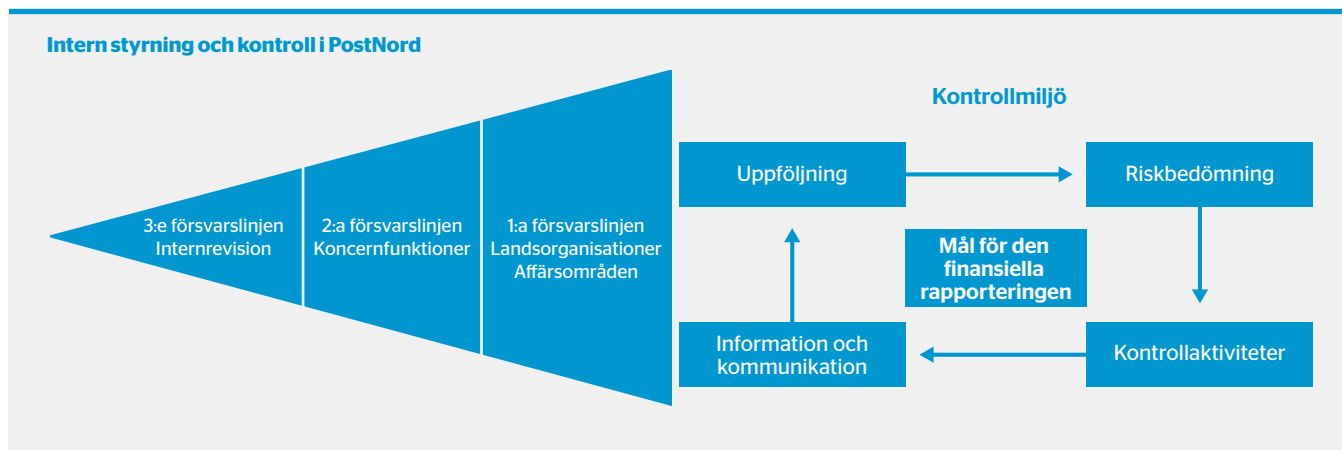 Intern styrning och kontroll i PostNord
3:e försvarslinjen
Internrevision
2:a försvarslinjen
Koncernfunktioner
1:a försvarslinjen
Landsorganisationer
Affärsområden
Kontrollmiljö
Uppföljning
Riskbedömning
Mål för den
finansiella
rapporteringen
Information och
kommunikation
Kontrollaktiviteter